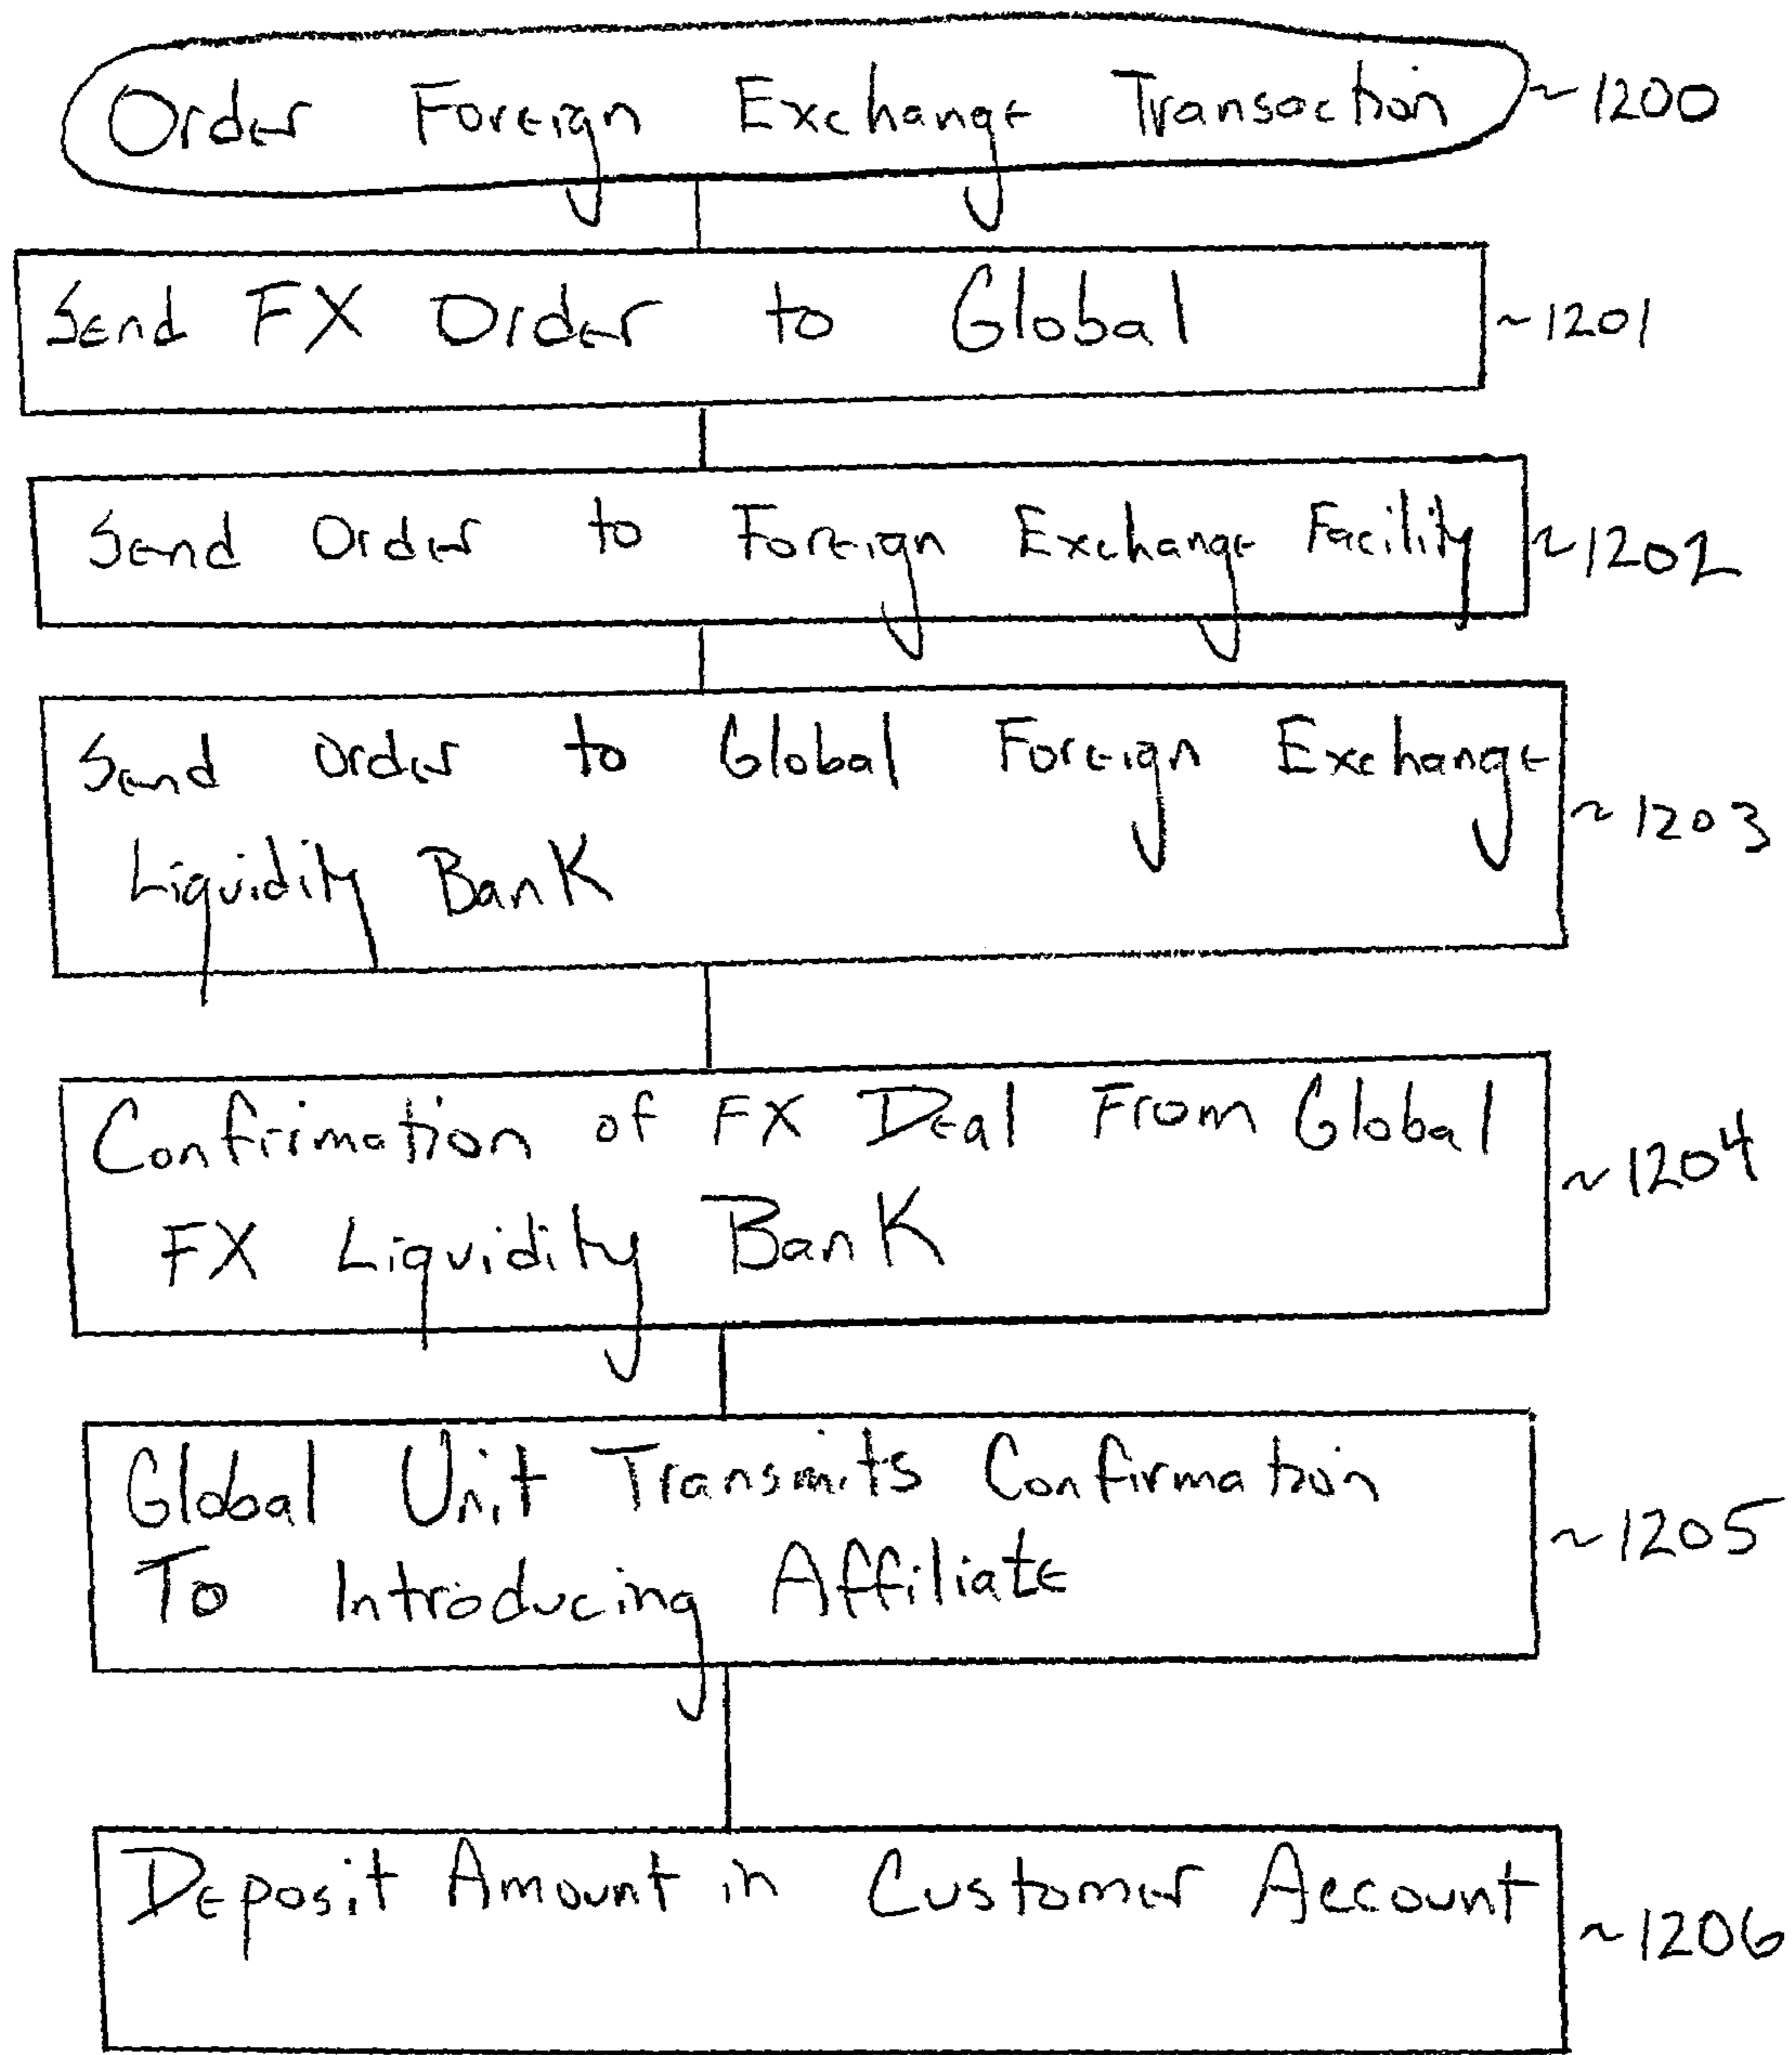 Order Foreign Exchange Transaction ~1200
Send FX Order to Global ~1201
Send Order to Foreign Exchange Facility ~1202
Send Order to Global Foreign Exchange
Liquidity Bank ~1203
Confirmation of FX Deal From Global
FX Liquidity Bank ~1204
Global Unit Transmits Confirmation
To Introducing Affiliate ~1205
Deposit Amount in Customer Account ~1206